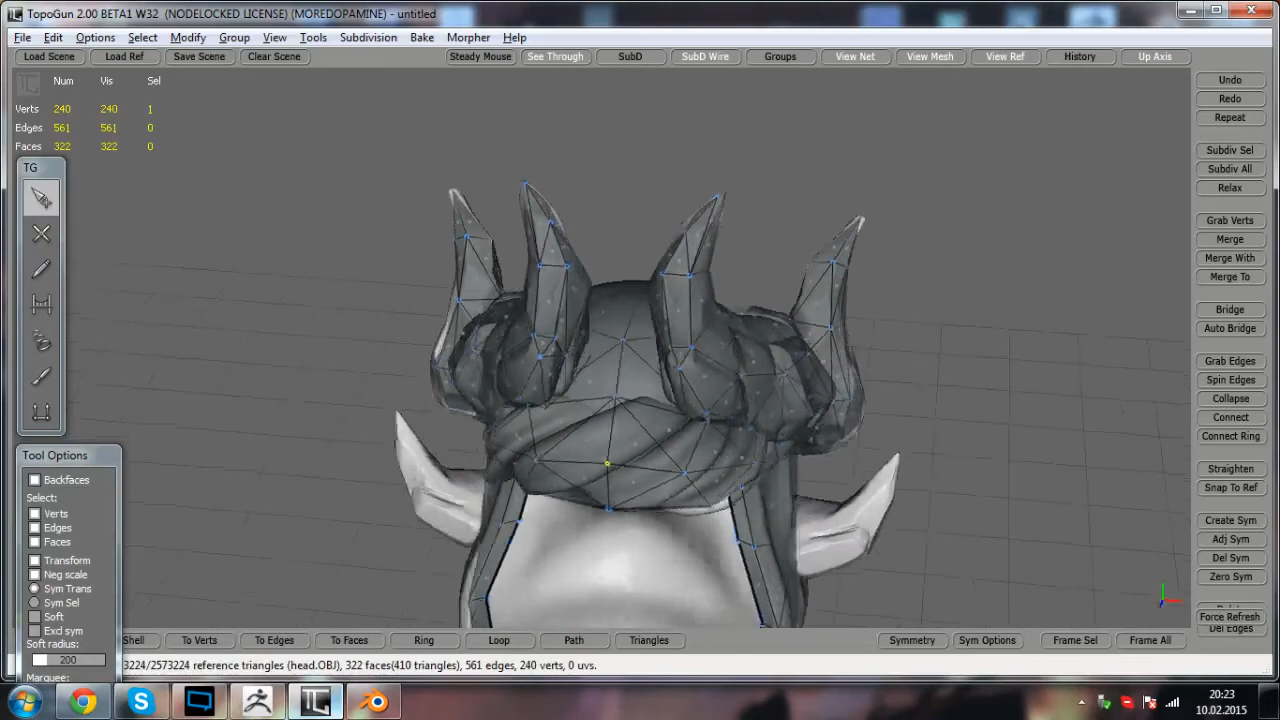 TopoGun 2.00 BETA1 W32 (NODELOCKED LICENSE) (MOREDOPAMINE) - untitled
File Edit Options Select Modify Group View Tools Subdivision Bake Morpher Help
Load Scene Load Ref Save Scene Clear Scene Steady Mouse See Through SubD SubD Wire Groups View Net View Mesh View Ref History Up Axis
Num Vis Sel
Verts 240 240 1
Edges 561 561 0
Faces 322 322 0
TG
Tool Options
Backfaces
Select:
Verts
Edges
Faces
Transform
Neg scale
Sym Trans
Sym Sel
Soft
Excl sym
Soft radius:
200
Marquee:
Undo
Redo
Repeat
Subdiv Sel
Subdiv All
Relax
Grab Verts
Merge
Merge With
Merge To
Bridge
Auto Bridge
Grab Edges
Spin Edges
Collapse
Connect
Connect Ring
Straighten
Snap To Ref
Create Sym
Adj Sym
Del Sym
Zero Sym
Force Refresh
Del Edges
Shell To Verts To Edges To Faces Ring Loop Path Triangles Symmetry Sym Options Frame Sel Frame All
3224/2573224 reference triangles (head.OBJ), 322 faces(410 triangles), 561 edges, 240 verts, 0 uvs.
20:23
10.02.2015